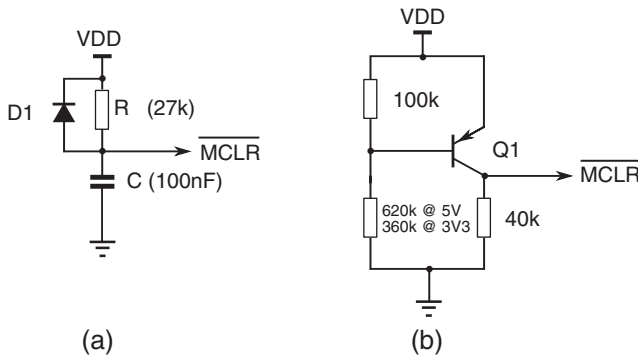 VDD
D1
R (27k)
MCLR
C (100nF)
(a)
VDD
100k
Q1
MCLR
620k @ 5V
360k @ 3V3
40k
(b)